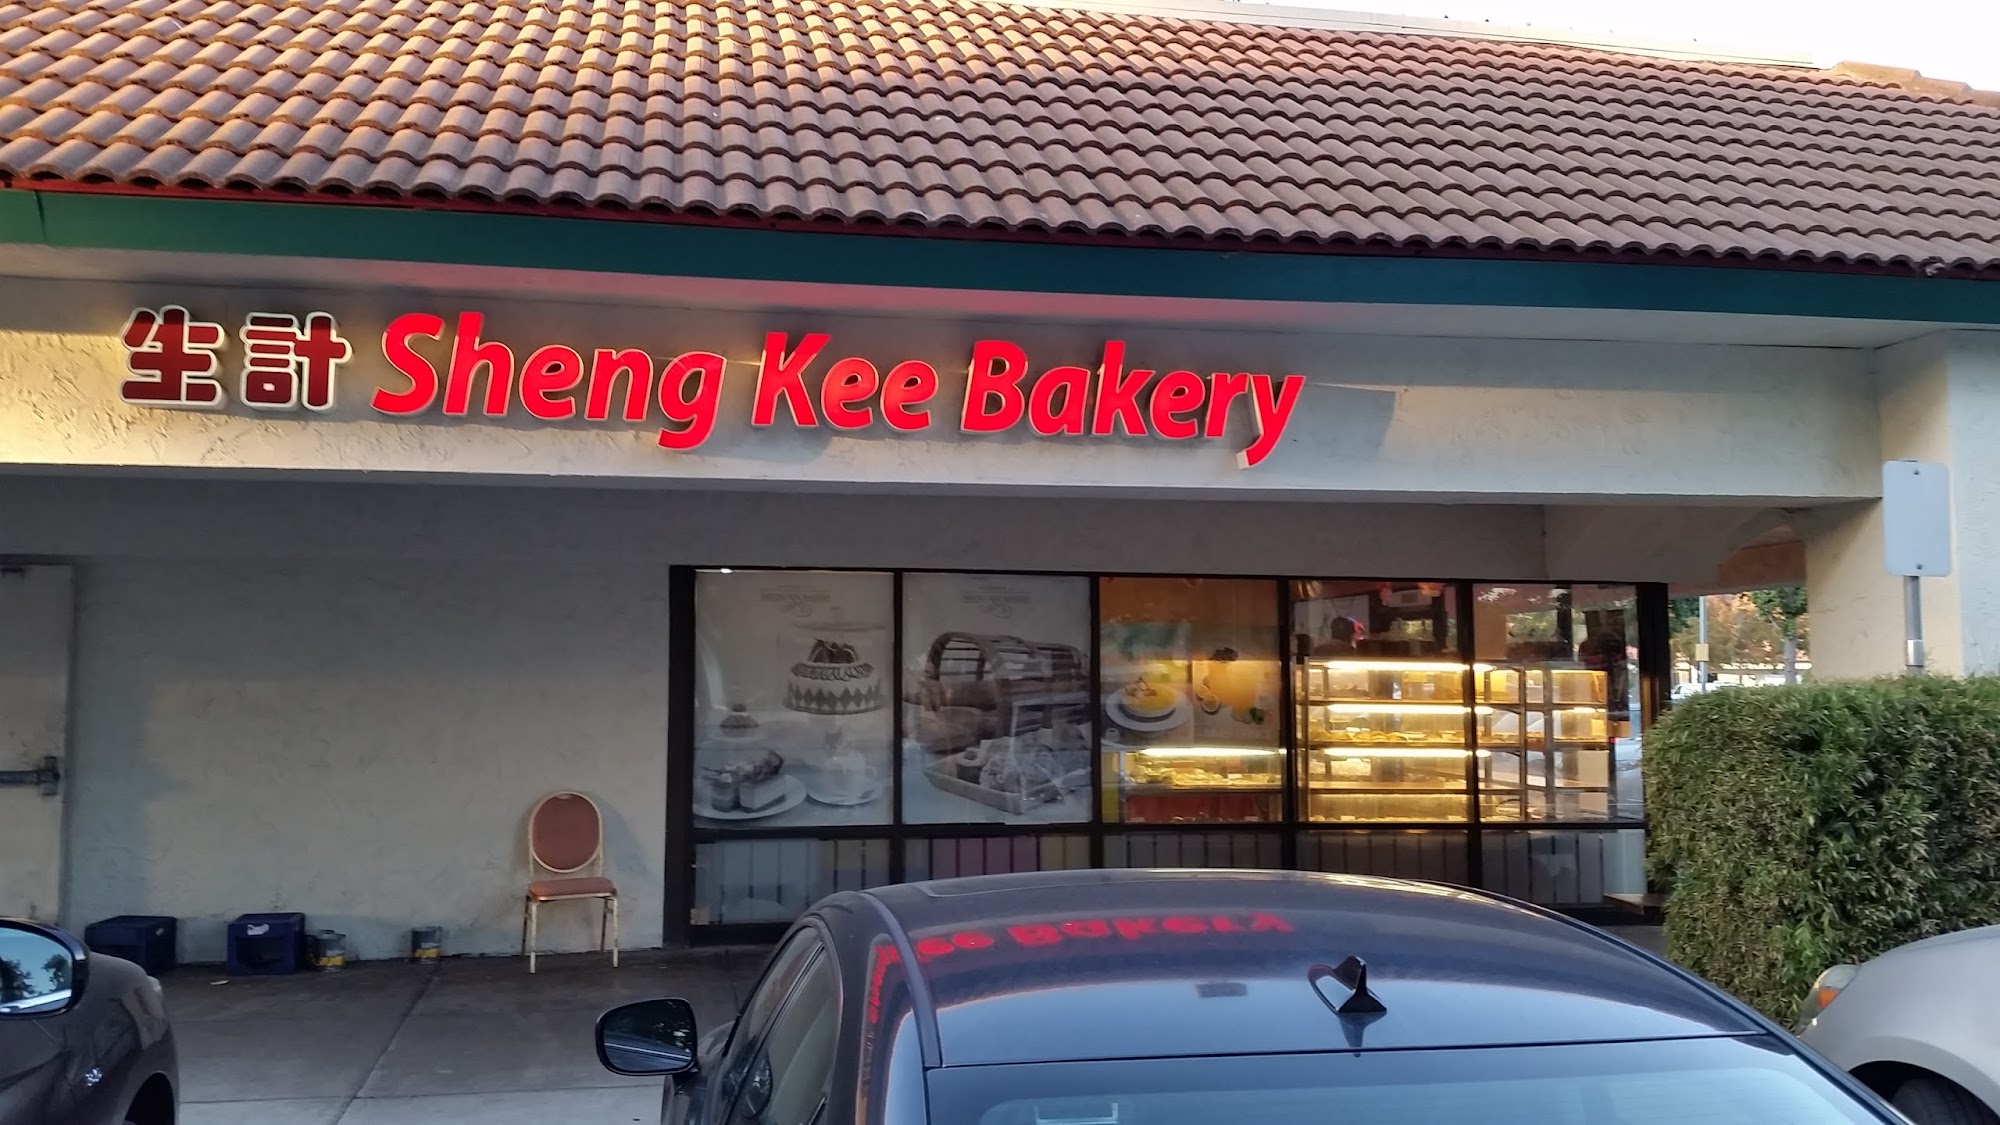 生計 Sheng Kee Bakery